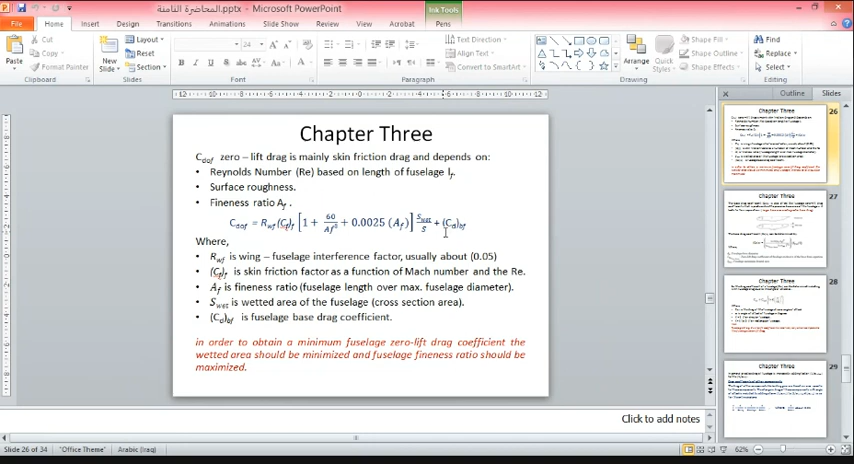 المحاضرة الثامنة.pptx - Microsoft PowerPoint
Ink Tools
File Home Insert Design Transitions Animations Slide Show Review View Acrobat Pen
Cut
Copy
Format Painter
Paste
Clipboard
New Slide
Layout
Reset
Section
Slides
Font
Paragraph
Text Direction
Align Text
Convert to SmartArt
Arrange
Quick Styles
Shape Fill
Shape Outline
Shape Effects
Drawing
Find
Replace
Select
Editing
Outline Slides
Chapter Three
C_dof zero – lift drag is mainly skin friction drag and depends on:
• Reynolds Number (Re) based on length of fuselage l_f.
• Surface roughness.
• Fineness ratio A_f .
C_dof = R_wf (C_f)_f [1 + 60/Af³ + 0.0025 (A_f)] S_wet/S + (C_d)_bf
Where,
• R_wf is wing – fuselage interference factor, usually about (0.05)
• (C_f)_f is skin friction factor as a function of Mach number and the Re.
• A_f is fineness ratio (fuselage length over max. fuselage diameter).
• S_wet is wetted area of the fuselage (cross section area).
• (C_d)_bf is fuselage base drag coefficient.
in order to obtain a minimum fuselage zero-lift drag coefficient the
wetted area should be minimized and fuselage fineness ratio should be
maximized.
26
Chapter Three
27
Chapter Three
28
Chapter Three
29
Chapter Three
Click to add notes
Slide 26 of 34 "Office Theme" Arabic (Iraq) 62%